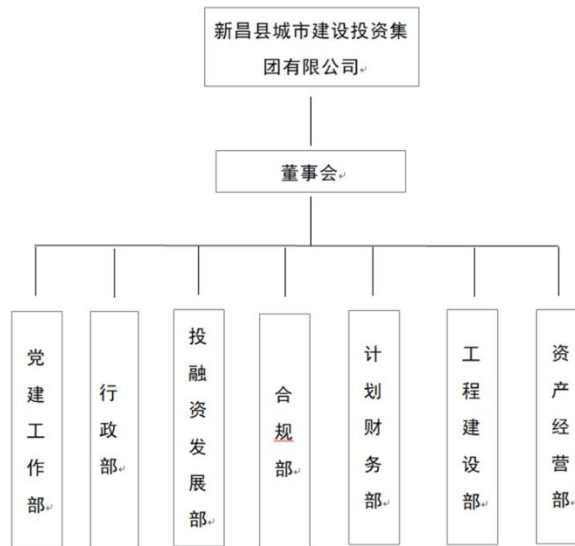 新昌县城市建设投资集
团有限公司
董事会
党建工作部
行政部
投融资发展部
合规部
计划财务部
工程建设部
资产经营部